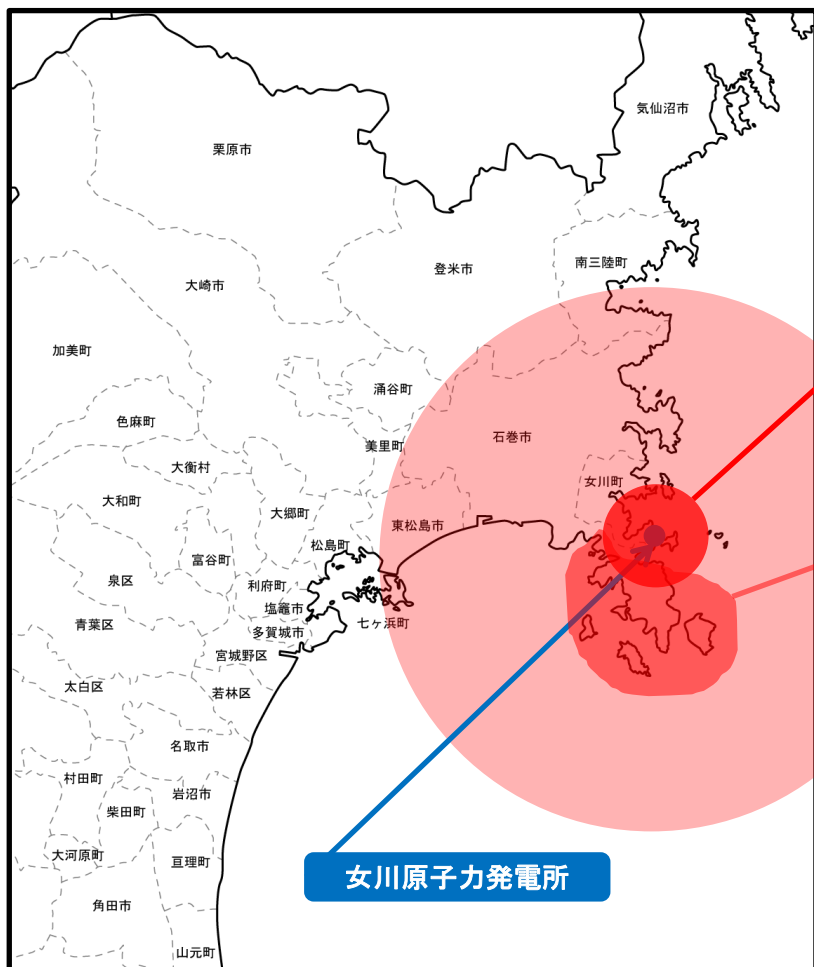 気仙沼市
栗原市
登米市
南三陸町
大崎市
加美町
涌谷町
色麻町
石巻市
美里町
大衡村
女川町
大和町
大郷町
東松島市
松島町
富谷町
泉区
利府町
塩竈市
七ヶ浜町
青葉区
多賀城市
宮城野区
太白区
若林区
名取市
村田町
岩沼市
柴田町
大河原町
亘理町
女川原子力発電所
角田市
山元町